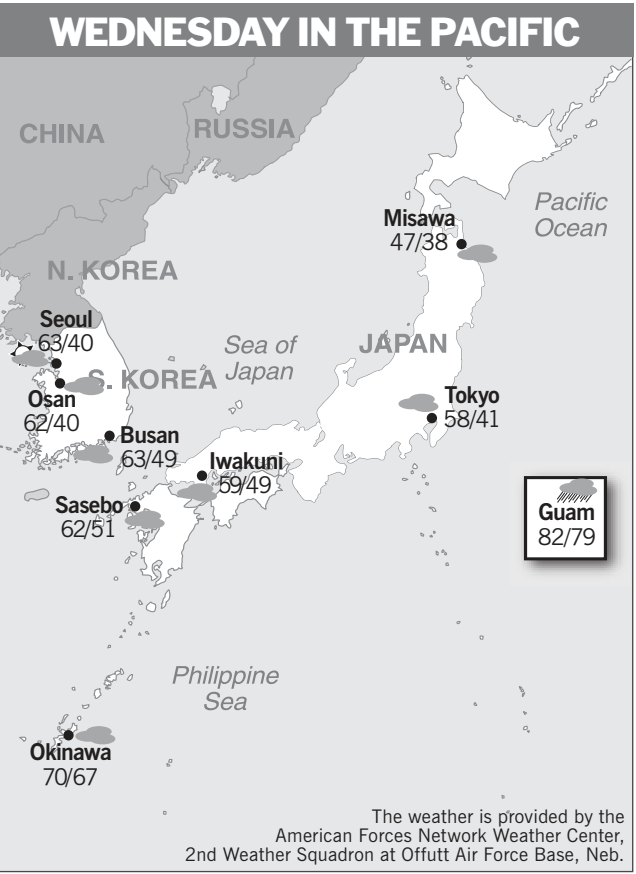 WEDNESDAY IN THE PACIFIC
CHINA
RUSSIA
Pacific
Ocean
Misawa
47/38
N. KOREA
Seoul
63/40
Sea of
Japan
JAPAN
S. KOREA
Osan
62/40
Tokyo
58/41
Busan
63/49
Iwakuni
59/49
Sasebo
62/51
Guam
82/79
Philippine
Sea
Okinawa
70/67
The weather is provided by the
American Forces Network Weather Center,
2nd Weather Squadron at Offutt Air Force Base, Neb.